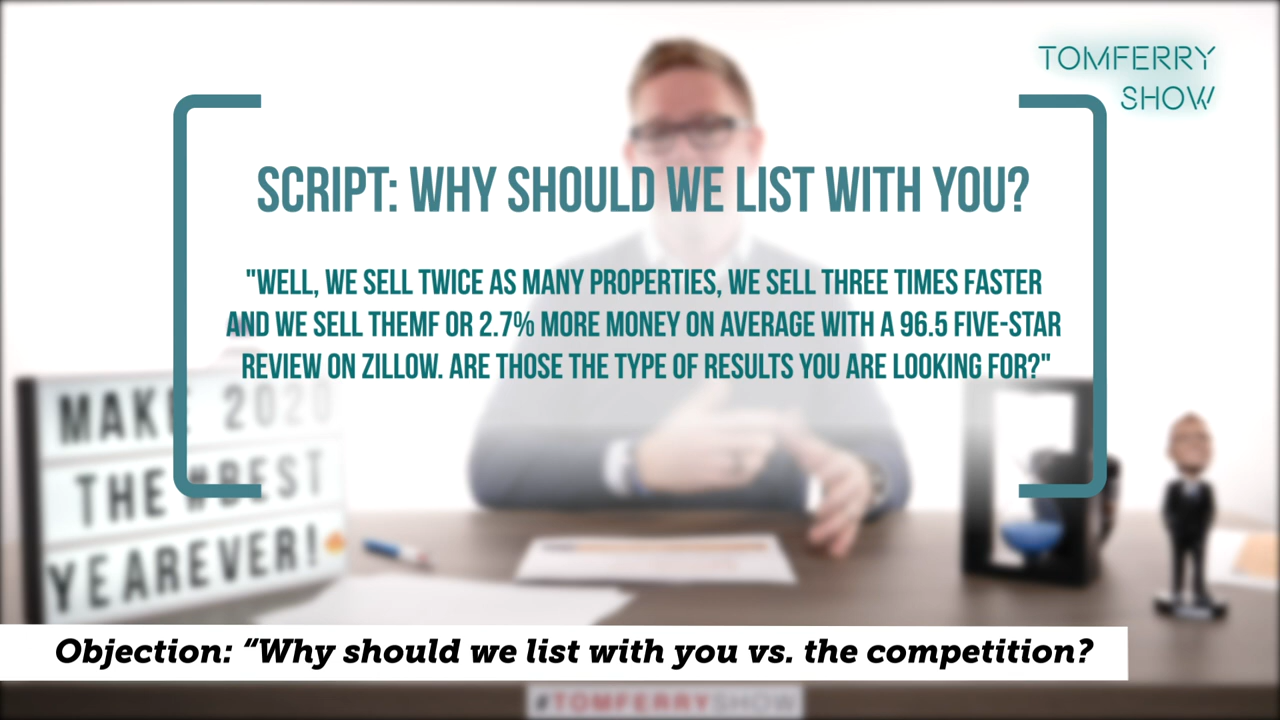 TOMFERRY
SHOW
SCRIPT: WHY SHOULD WE LIST WITH YOU?
"WELL, WE SELL TWICE AS MANY PROPERTIES, WE SELL THREE TIMES FASTER
AND WE SELL THEMF OR 2.7% MORE MONEY ON AVERAGE WITH A 96.5 FIVE-STAR
REVIEW ON ZILLOW. ARE THOSE THE TYPE OF RESULTS YOU ARE LOOKING FOR?"
MAKE 2020
THE #BEST
YEAREVER!
Objection: “Why should we list with you vs. the competition?
#TOMFERRYSHOW